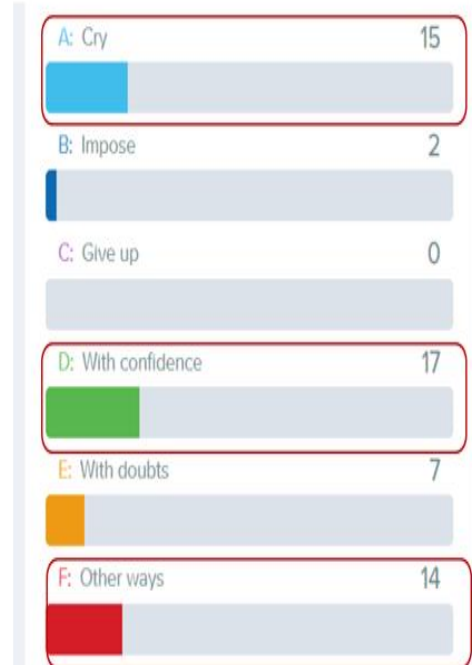 A: Cry 15
B: Impose 2
C: Give up 0
D: With confidence 17
E: With doubts 7
F: Other ways 14